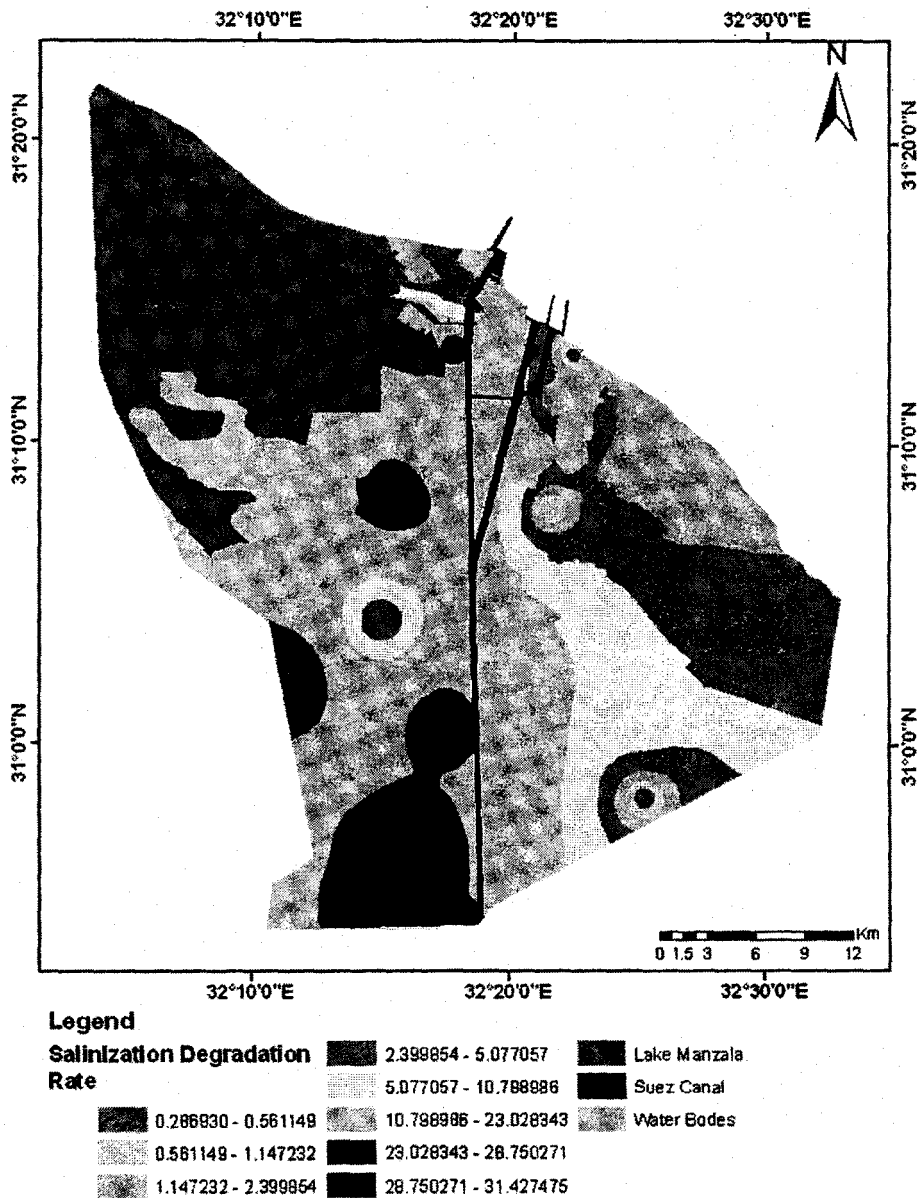 32°10'0"E 32°20'0"E 32°30'0"E
N
31°20'0"N 31°20'0"N
31°10'0"N 31°10'0"N
31°0'0"N 31°0'0"N
Km
0 1.5 3 6 9 12
32°10'0"E 32°20'0"E 32°30'0"E
Legend
Salinization Degradation
Rate
0.286930 - 0.561149
0.561149 - 1.147232
1.147232 - 2.399854
2.399854 - 5.077057
5.077057 - 10.798986
10.798986 - 23.028343
23.028343 - 28.750271
28.750271 - 31.427475
Lake Manzala
Suez Canal
Water Bodes